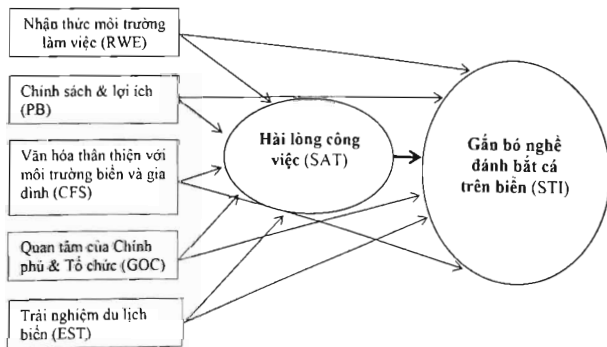 Nhận thức môi trường
làm việc (RWE)
Chính sách & lợi ích
(PB)
Văn hóa thân thiện với
môi trường biển và gia
đình (CFS)
Quan tâm của Chính
phủ & Tổ chức (GOC)
Trải nghiệm du lịch
biển (EST)
Hài lòng công
việc (SAT)
Gắn bó nghề
đánh bắt cá
trên biển (STI)